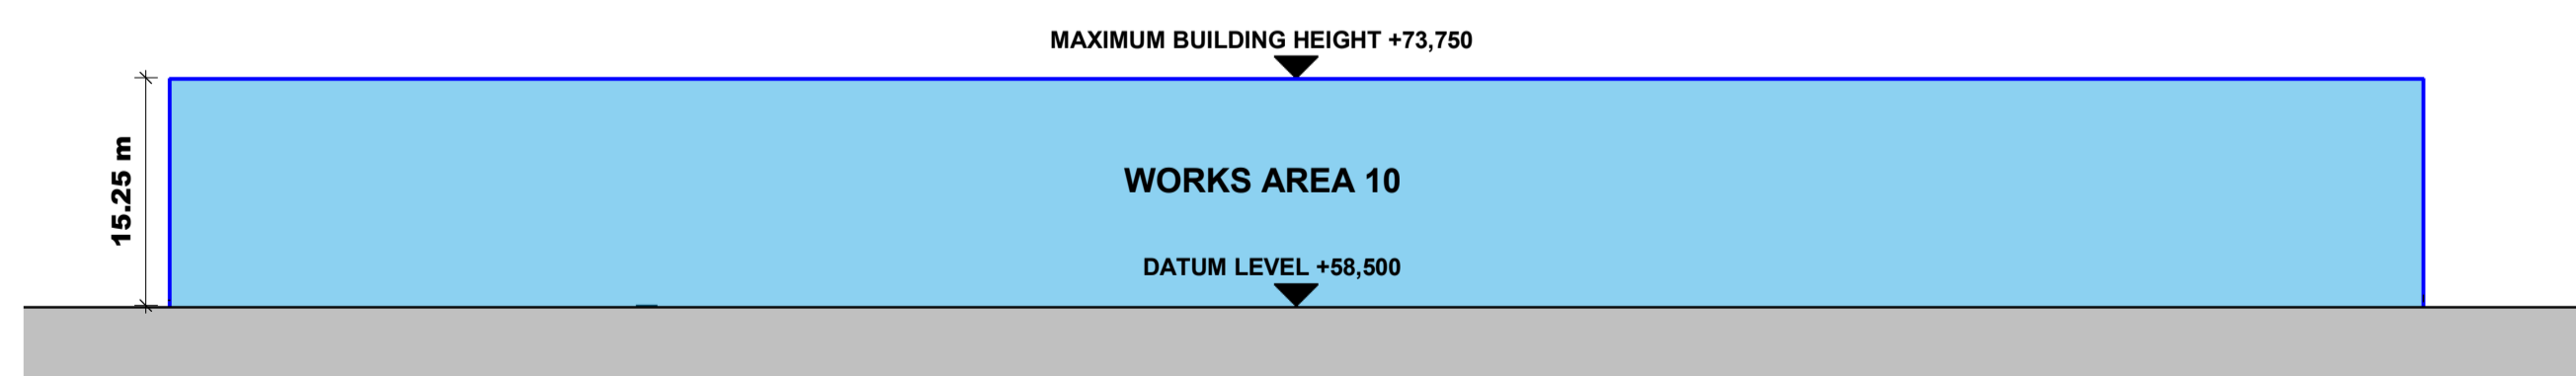 MAXIMUM BUILDING HEIGHT +73,750
15.25 m
WORKS AREA 10
DATUM LEVEL +58,500